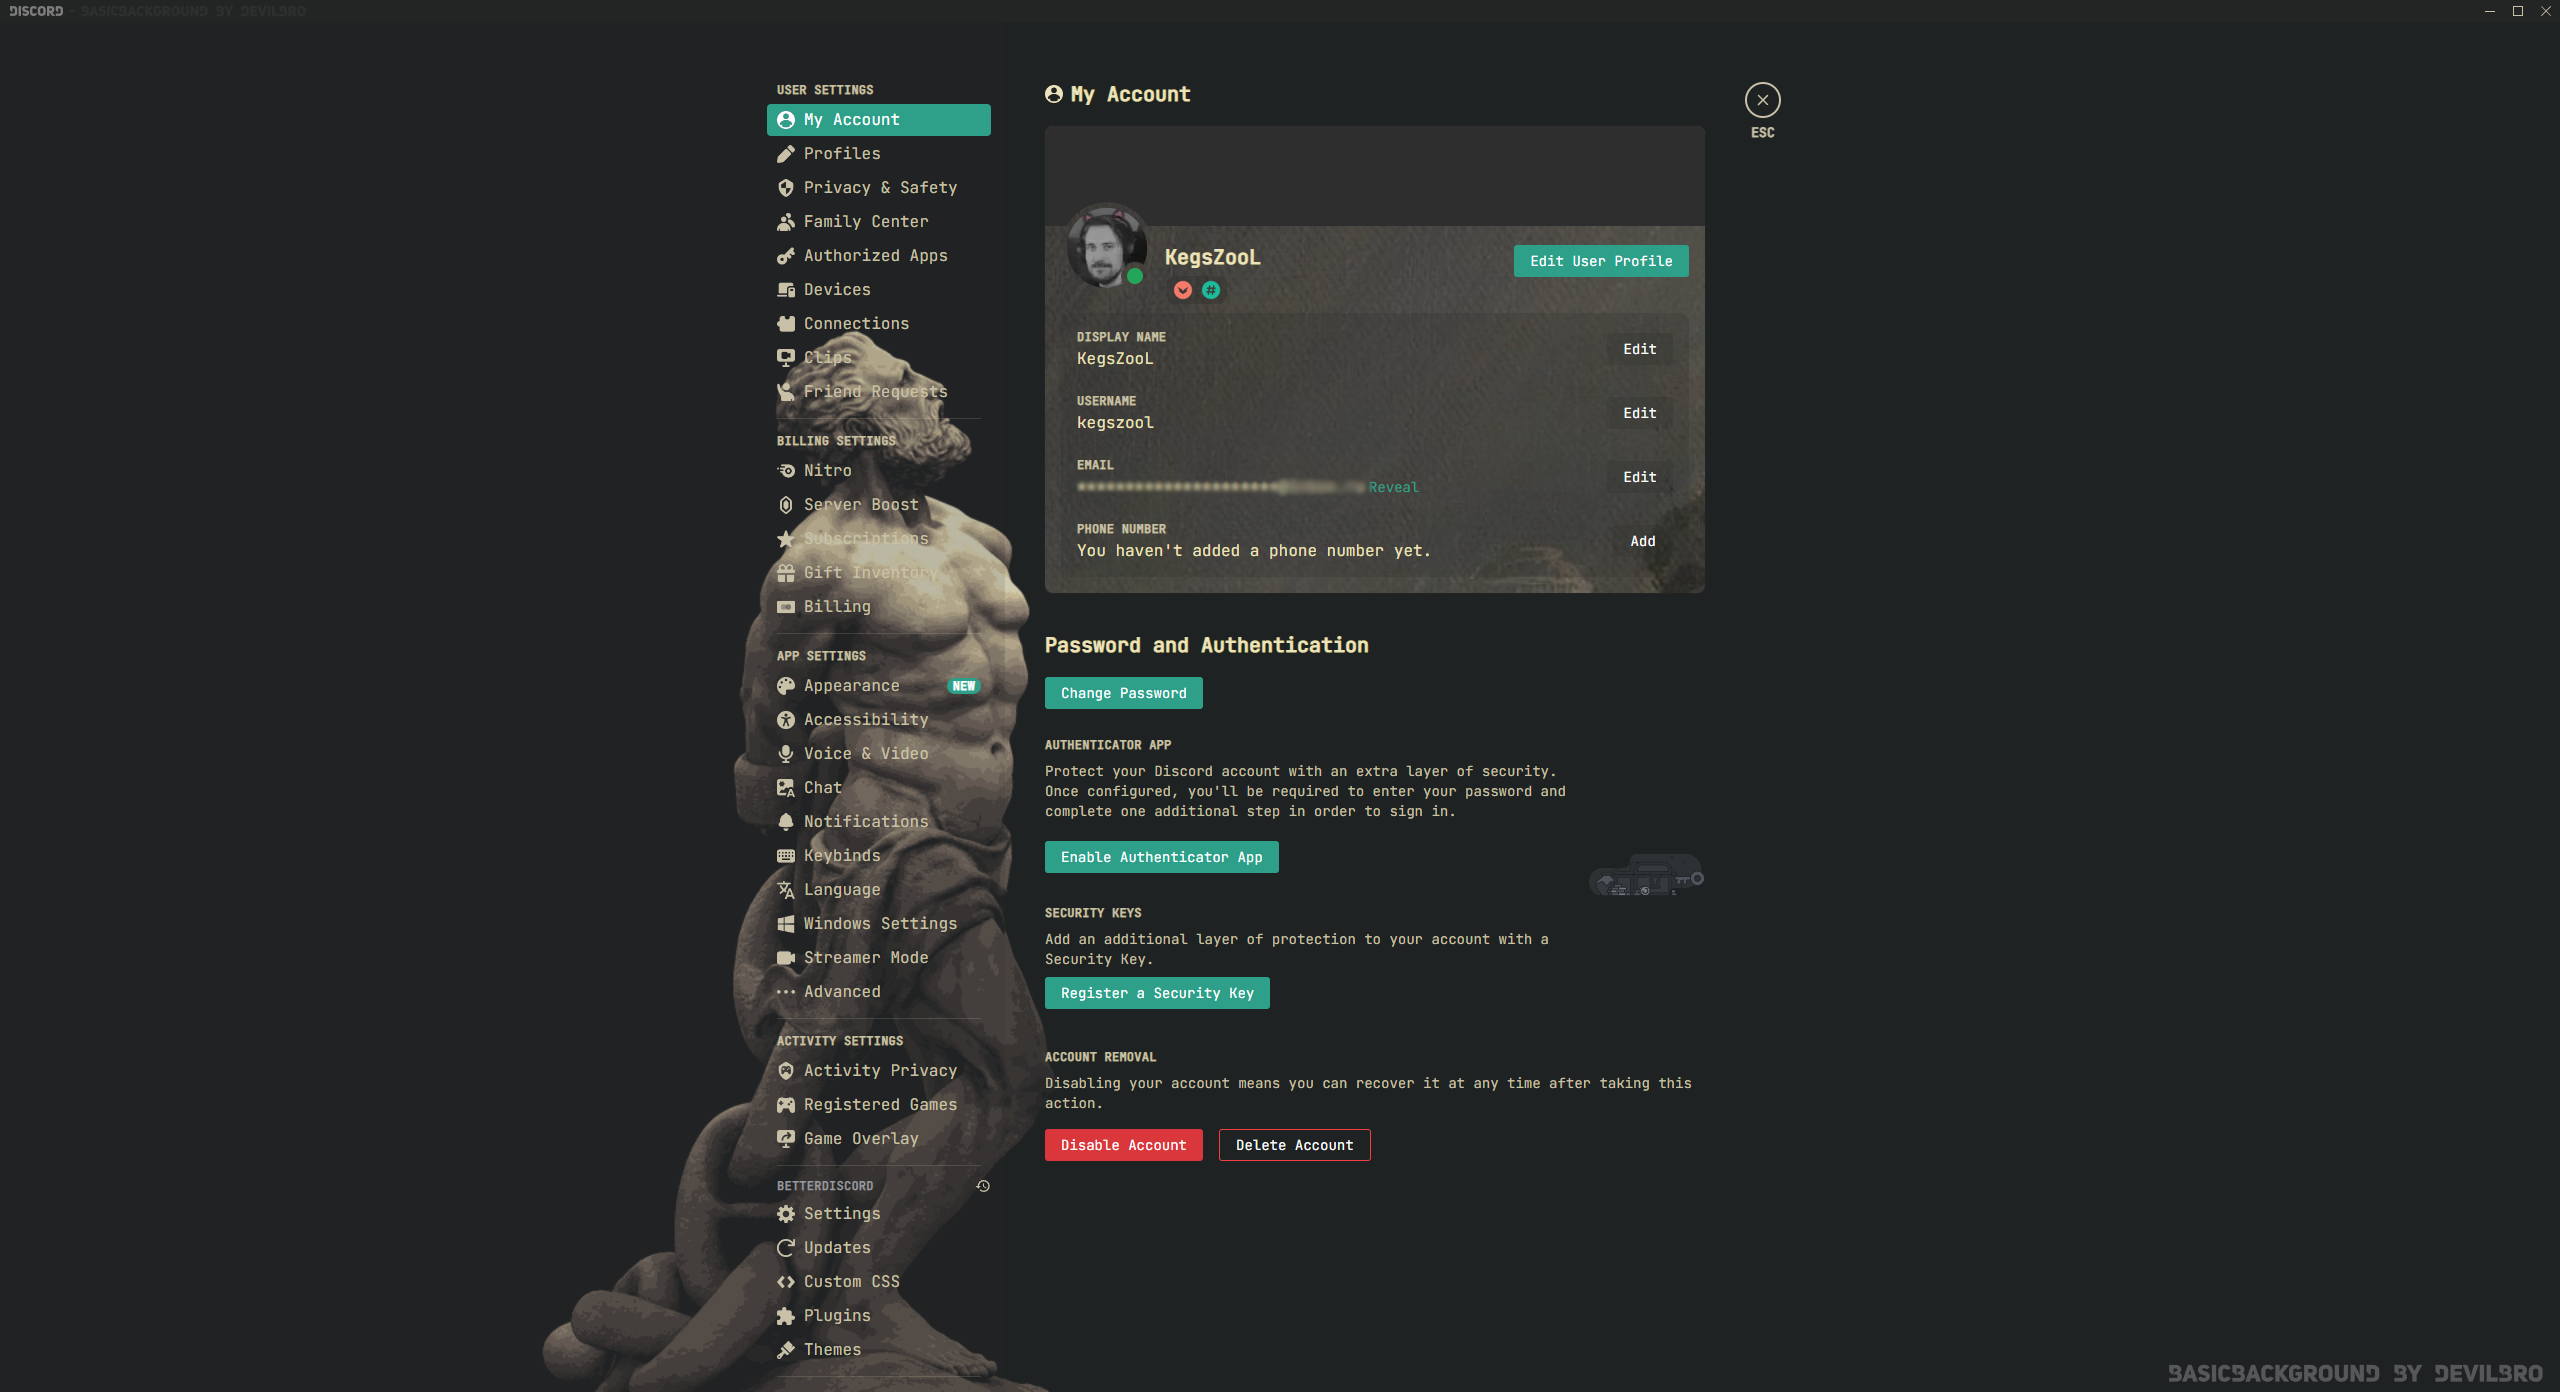 DISCORD - BASICBACKGROUND BY DEVILBRO
USER SETTINGS
My Account
Profiles
Privacy & Safety
Family Center
Authorized Apps
Devices
Connections
Clips
Friend Requests
BILLING SETTINGS
Nitro
Server Boost
Subscriptions
Gift Inventory
Billing
APP SETTINGS
Appearance NEW
Accessibility
Voice & Video
Chat
Notifications
Keybinds
Language
Windows Settings
Streamer Mode
Advanced
ACTIVITY SETTINGS
Activity Privacy
Registered Games
Game Overlay
BETTERDISCORD
Settings
Updates
Custom CSS
Plugins
Themes
My Account
ESC
KegsZooL
Edit User Profile
DISPLAY NAME
KegsZooL
Edit
USERNAME
kegszool
Edit
EMAIL
Reveal
Edit
PHONE NUMBER
You haven't added a phone number yet.
Add
Password and Authentication
Change Password
AUTHENTICATOR APP
Protect your Discord account with an extra layer of security.
Once configured, you'll be required to enter your password and
complete one additional step in order to sign in.
Enable Authenticator App
SECURITY KEYS
Add an additional layer of protection to your account with a
Security Key.
Register a Security Key
ACCOUNT REMOVAL
Disabling your account means you can recover it at any time after taking this
action.
Disable Account
Delete Account
BASICBACKGROUND BY DEVILBRO